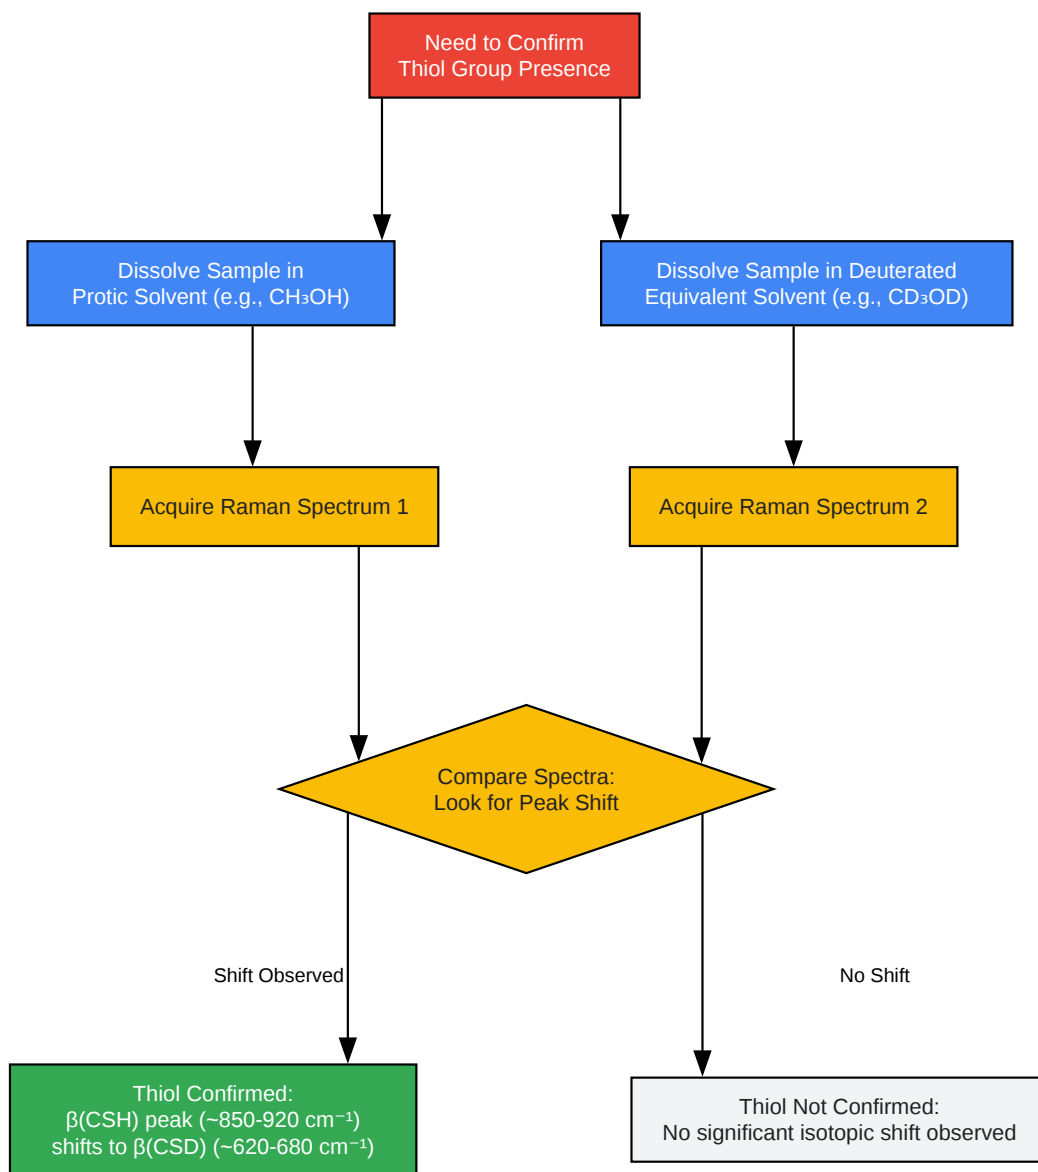 Need to Confirm
Thiol Group Presence
Dissolve Sample in
Protic Solvent (e.g., CH₃OH)
Dissolve Sample in Deuterated
Equivalent Solvent (e.g., CD₃OD)
Acquire Raman Spectrum 1
Acquire Raman Spectrum 2
Compare Spectra:
Look for Peak Shift
Shift Observed
No Shift
Thiol Confirmed:
β(CSH) peak (~850-920 cm⁻¹)
shifts to β(CSD) (~620-680 cm⁻¹)
Thiol Not Confirmed:
No significant isotopic shift observed